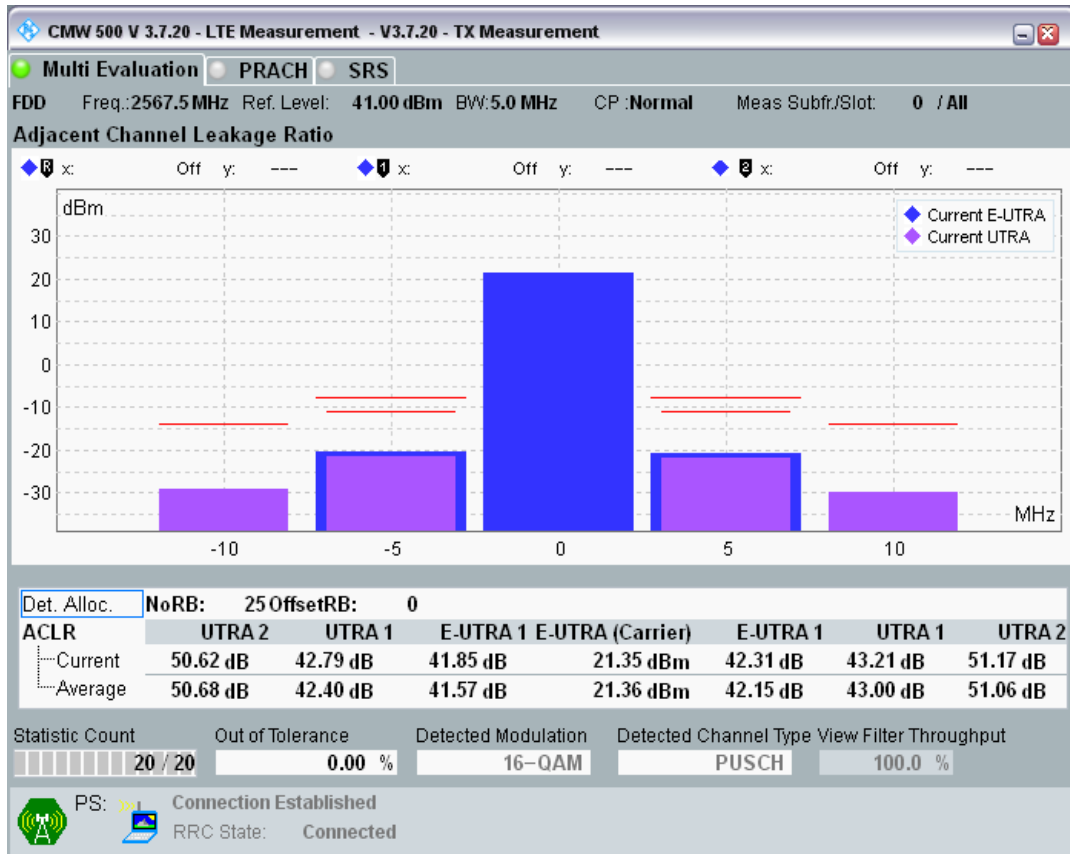 CMW 500 V 3.7.20 - LTE Measurement - V3.7.20 - TX Measurement
Multi Evaluation PRACH SRS
FDD Freq.:2567.5 MHz Ref. Level: 41.00 dBm BW:5.0 MHz CP :Normal Meas Subfr./Slot: 0 / All
Adjacent Channel Leakage Ratio
R x: Off y: --- 1 x: Off y: --- 2 x: Off y: ---
dBm
Current E-UTRA
Current UTRA
30
20
10
0
-10
-20
-30
MHz
-10 -5 0 5 10
Det. Alloc. NoRB: 25 OffsetRB: 0
ACLR UTRA 2 UTRA 1 E-UTRA 1 E-UTRA (Carrier) E-UTRA 1 UTRA 1 UTRA 2
Current 50.62 dB 42.79 dB 41.85 dB 21.35 dBm 42.31 dB 43.21 dB 51.17 dB
Average 50.68 dB 42.40 dB 41.57 dB 21.36 dBm 42.15 dB 43.00 dB 51.06 dB
Statistic Count Out of Tolerance Detected Modulation Detected Channel Type View Filter Throughput
20 / 20 0.00 % 16-QAM PUSCH 100.0 %
PS: Connection Established
RRC State: Connected